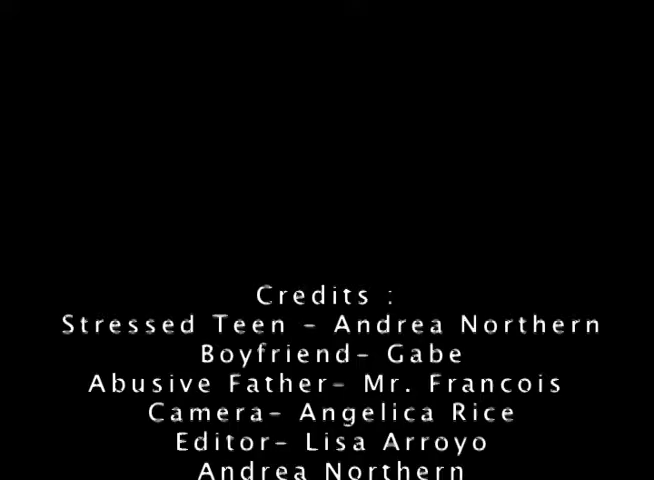 Credits :
Stressed Teen - Andrea Northern
Boyfriend- Gabe
Abusive Father- Mr. Francois
Camera- Angelica Rice
Editor- Lisa Arroyo
Andrea Northern